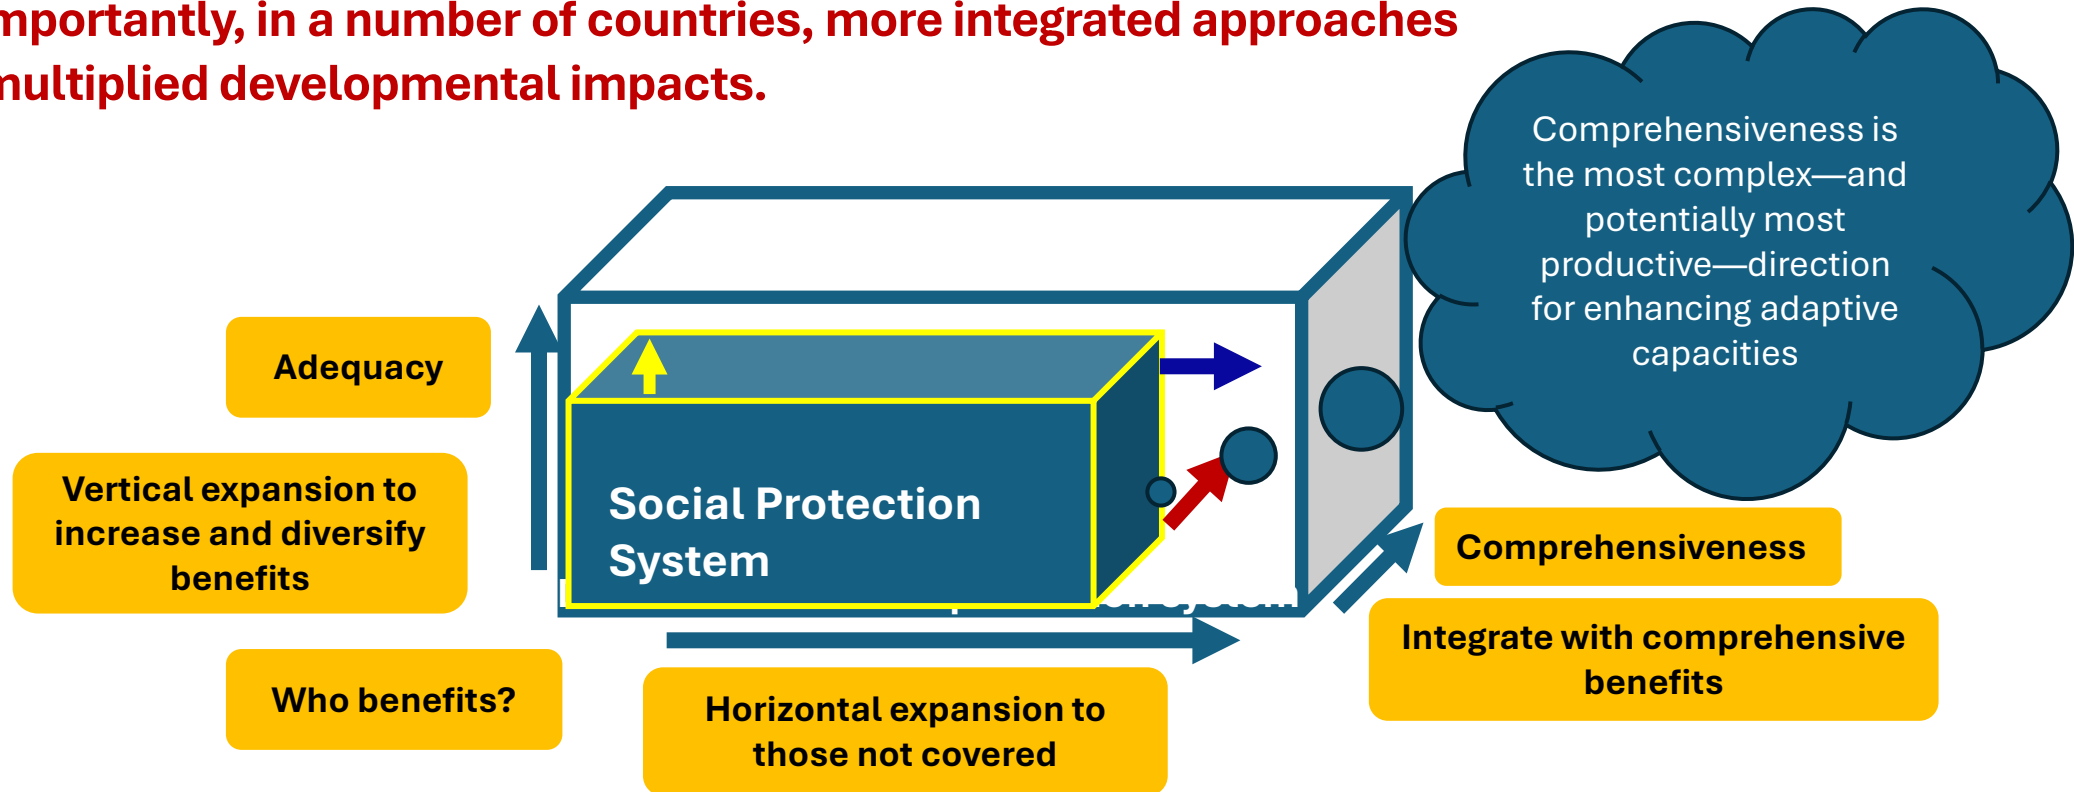 mportantly, in a number of countries, more integrated approaches
multiplied developmental impacts.
Comprehensiveness is
the most complex—and
potentially most
productive—direction
for enhancing adaptive
capacities
Adequacy
Vertical expansion to
increase and diversify
benefits
Social Protection
System
Comprehensiveness
Integrate with comprehensive
benefits
Who benefits?
Horizontal expansion to
those not covered